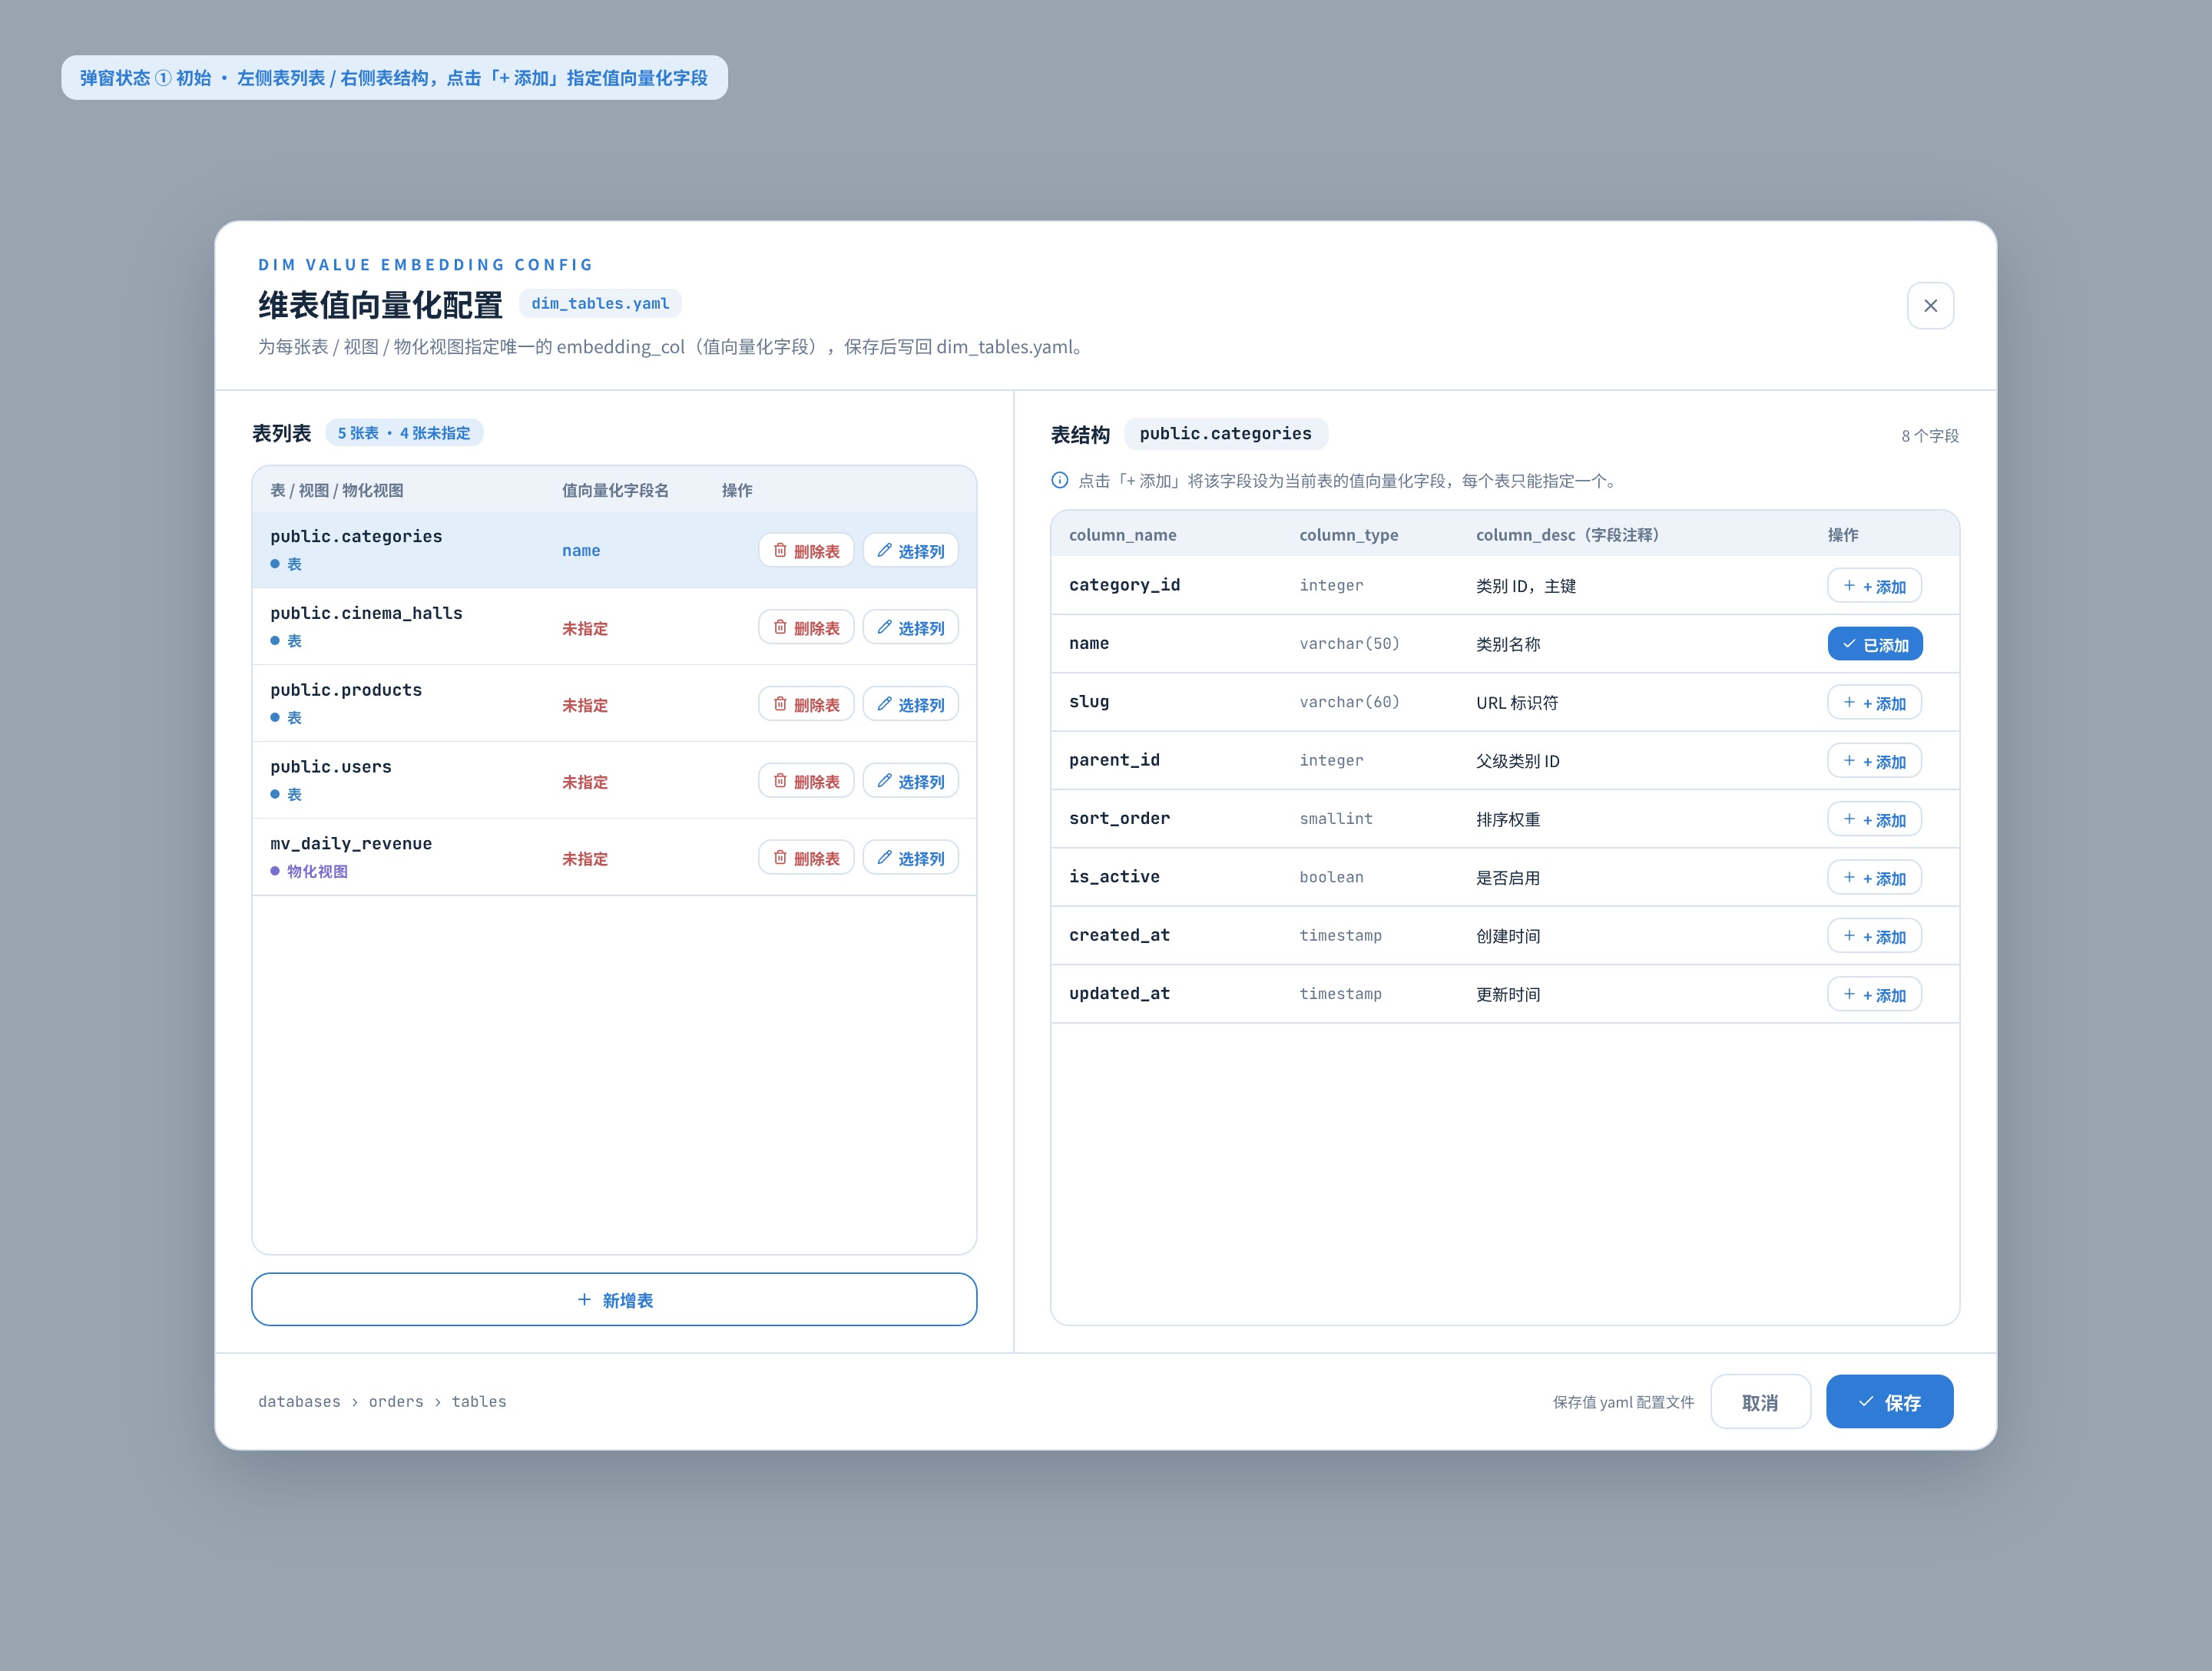 弹窗状态 ① 初始 · 左侧表列表 / 右侧表结构，点击「+ 添加」指定值向量化字段
DIM VALUE EMBEDDING CONFIG
维表值向量化配置 dim_tables.yaml
为每张表 / 视图 / 物化视图指定唯一的 embedding_col（值向量化字段），保存后写回 dim_tables.yaml。
表列表 5 张表 · 4 张未指定
表 / 视图 / 物化视图 值向量化字段名 操作
public.categories
表
name 删除表 选择列
public.cinema_halls
表
未指定 删除表 选择列
public.products
表
未指定 删除表 选择列
public.users
表
未指定 删除表 选择列
mv_daily_revenue
物化视图
未指定 删除表 选择列
+ 新增表
表结构 public.categories 8 个字段
点击「+ 添加」将该字段设为当前表的值向量化字段，每个表只能指定一个。
column_name column_type column_desc（字段注释） 操作
category_id integer 类别 ID，主键 + + 添加
name varchar(50) 类别名称 ✓ 已添加
slug varchar(60) URL 标识符 + + 添加
parent_id integer 父级类别 ID + + 添加
sort_order smallint 排序权重 + + 添加
is_active boolean 是否启用 + + 添加
created_at timestamp 创建时间 + + 添加
updated_at timestamp 更新时间 + + 添加
databases › orders › tables
保存值 yaml 配置文件 取消 ✓ 保存